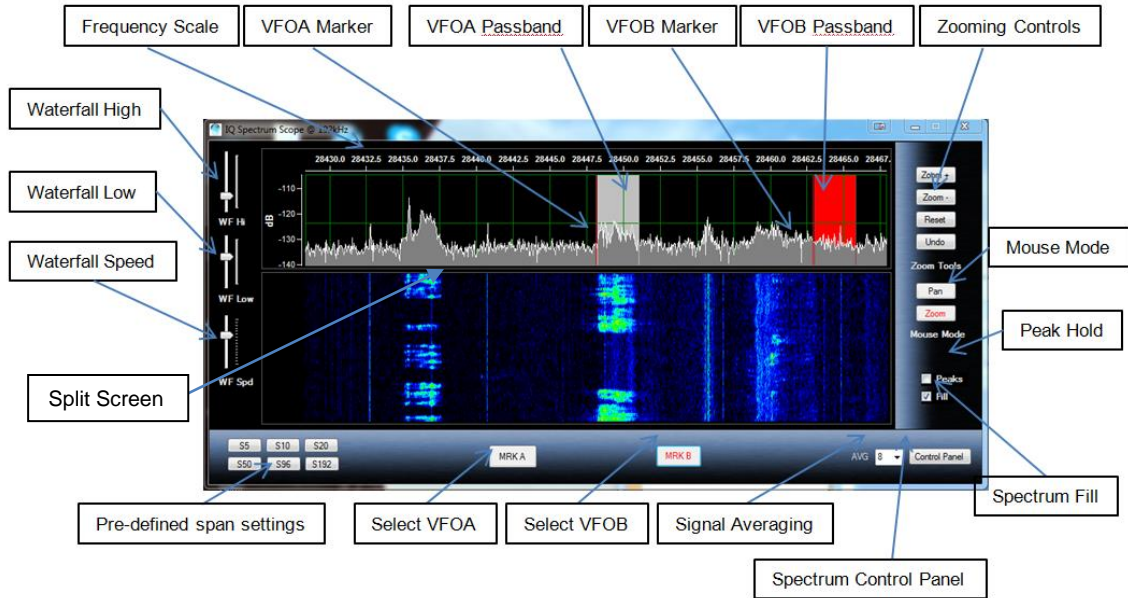 Frequency Scale
VFOA Marker
VFOA Passband
VFOB Marker
VFOB Passband
Zooming Controls
Waterfall High
Waterfall Low
Waterfall Speed
IQ Spectrum Scope @
28430.0 28432.5 28435.0 28437.5 28440.0 28442.5 28445.0 28447.5 28450.0 28452.5 28455.0 28457.5 28460.0 28462.5 28465.0 28467.
dB
-110
-120
-130
-140
WF Hi
WF Low
WF Spd
Zoom +
Zoom -
Reset
Undo
Zoom Tools
Pan
Zoom
Mouse Mode
Peaks
Fill
Mouse Mode
Peak Hold
Split Screen
S5 S10 S20
S50 S96 S192
MRK A
MRK B
AVG 8
Control Panel
Spectrum Fill
Pre-defined span settings
Select VFOA
Select VFOB
Signal Averaging
Spectrum Control Panel